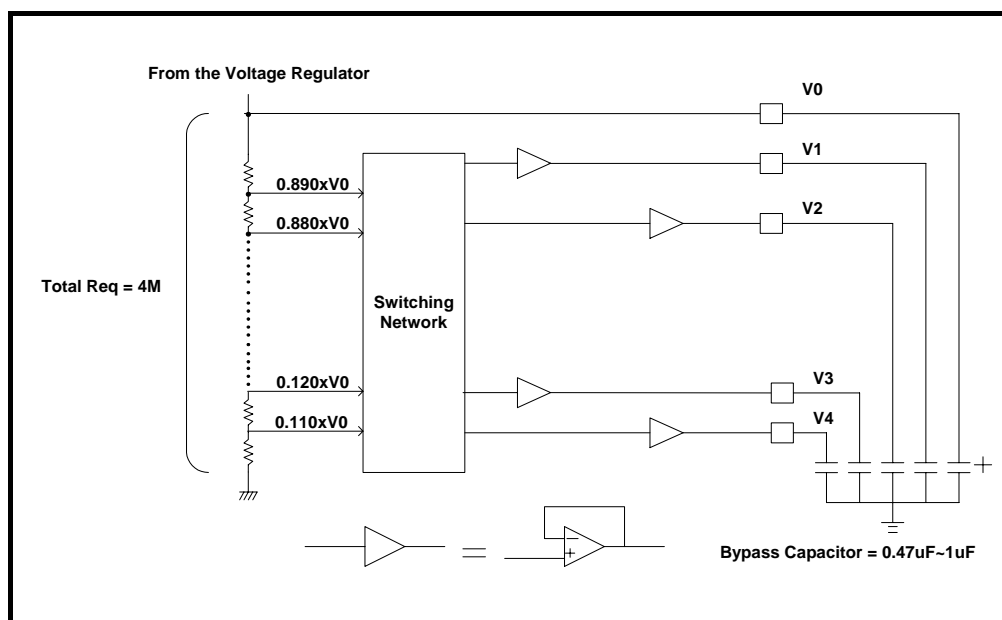 From the Voltage Regulator
V0
V1
0.890xV0
V2
0.880xV0
Total Req = 4M
Switching
Network
0.120xV0
V3
0.110xV0
V4
+
−
+
=
Bypass Capacitor = 0.47uF~1uF